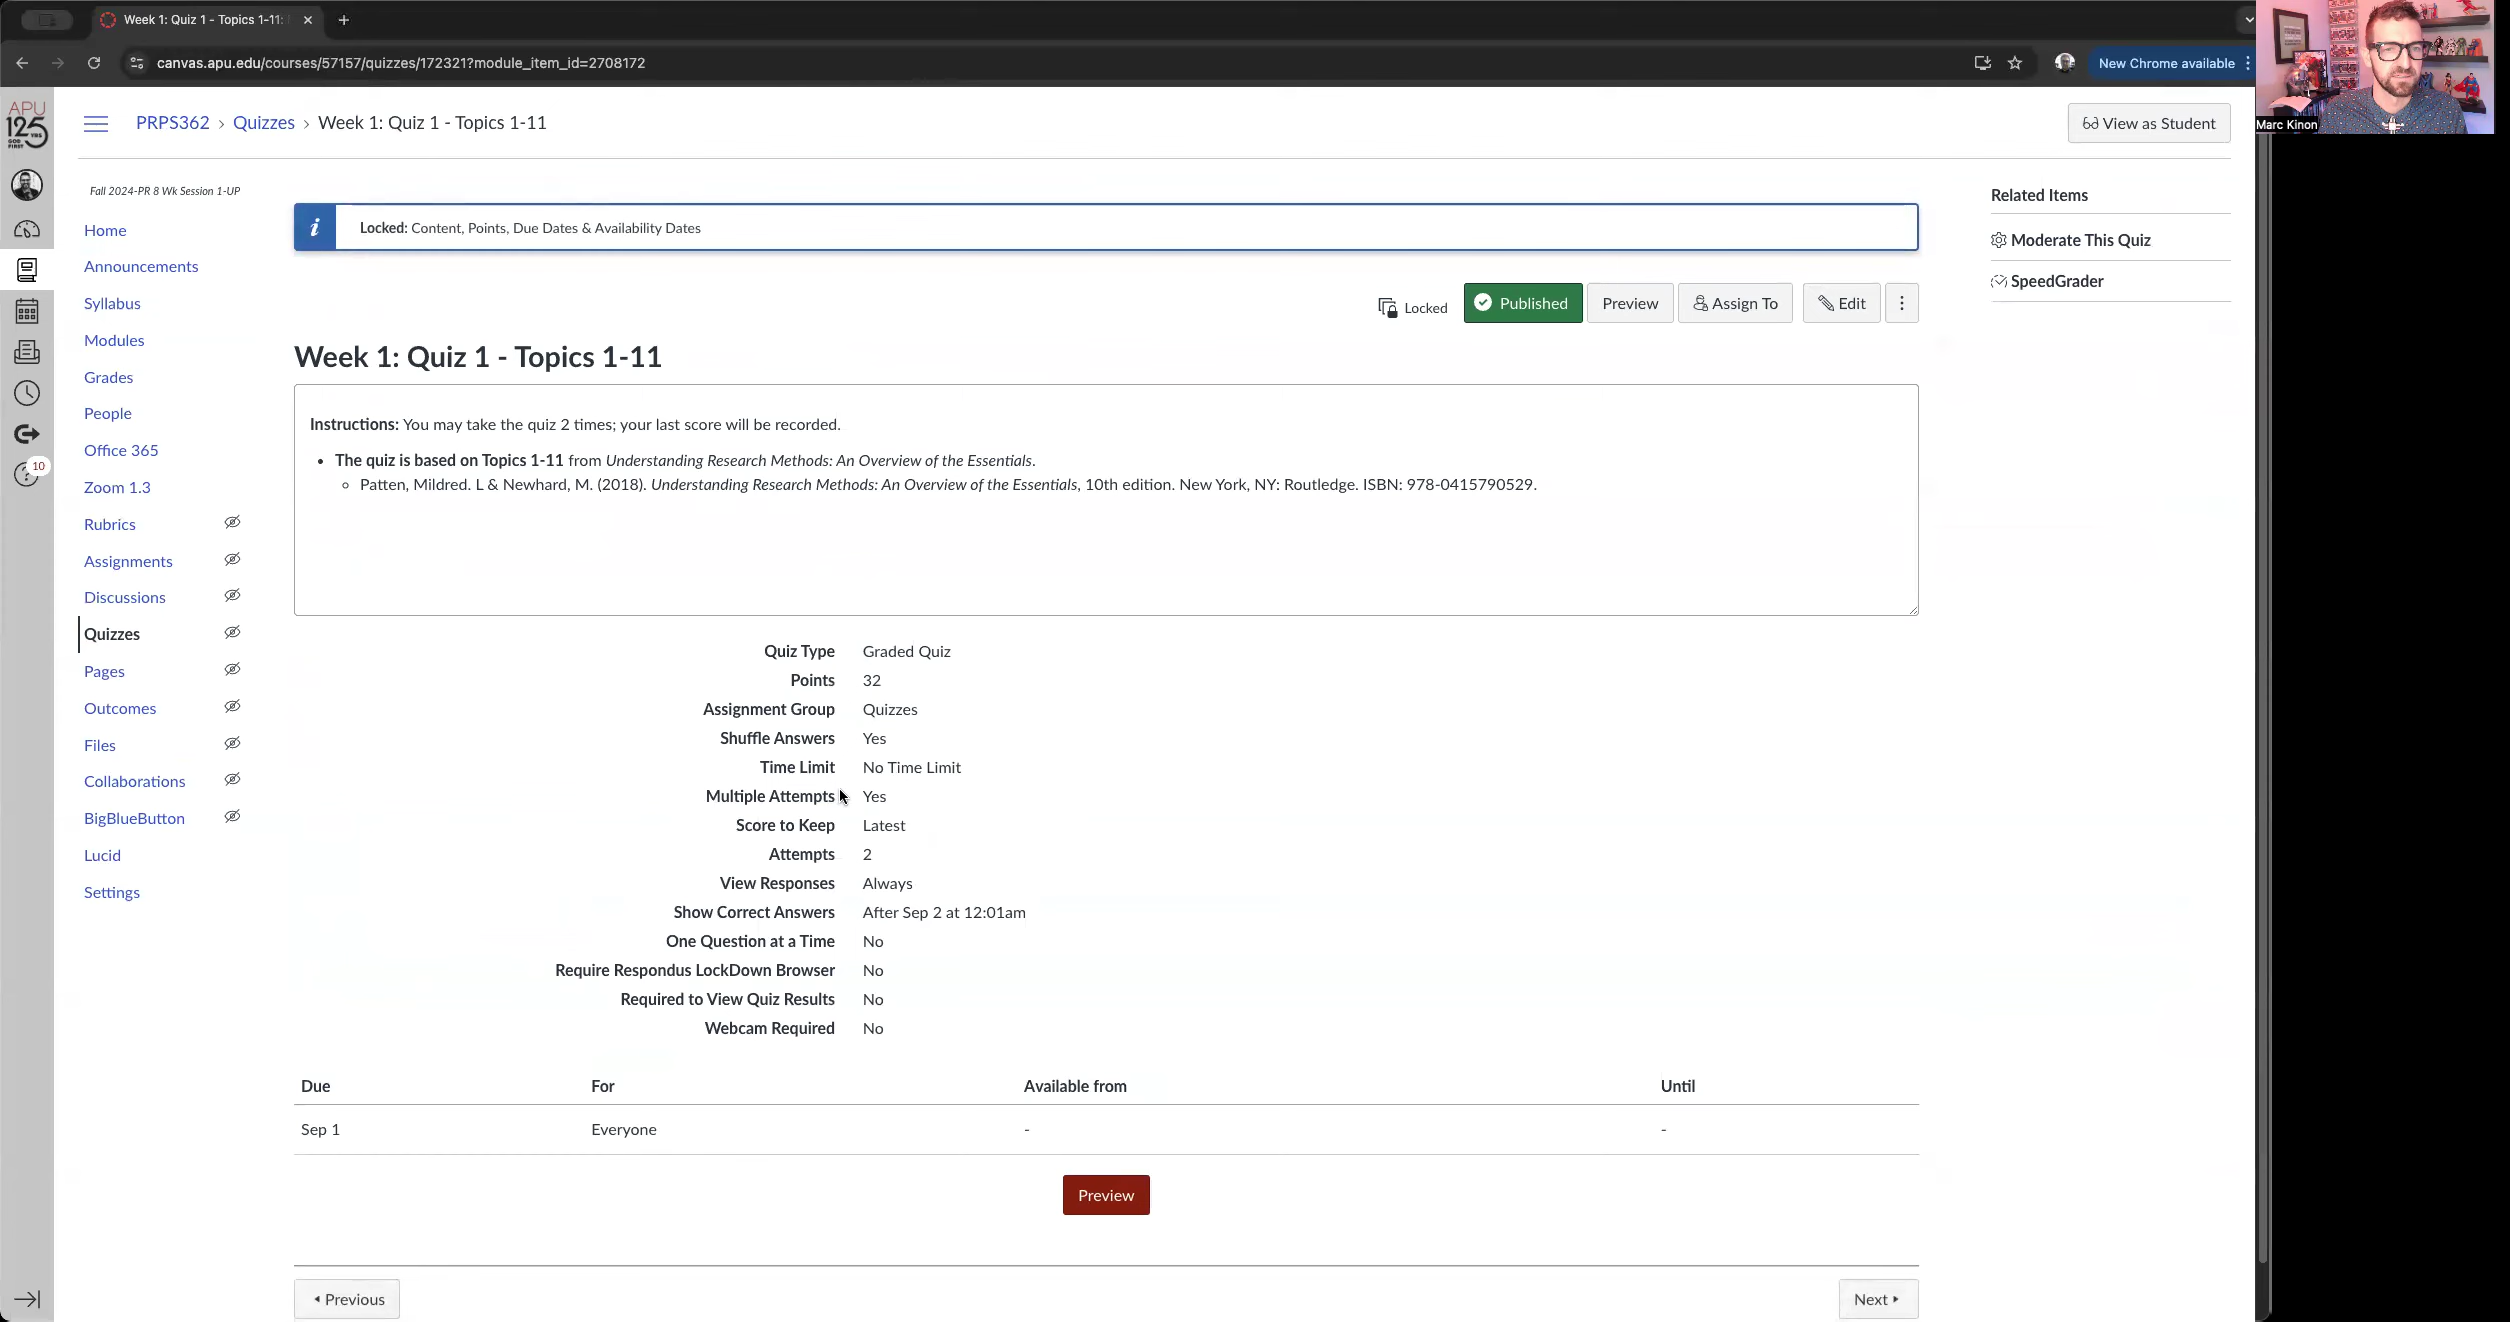 Week 1: Quiz 1 - Topics 1-11:
canvas.apu.edu/courses/57157/quizzes/172321?module_item_id=2708172
New Chrome available
Marc Kinon
APU
125
YRS
GOD FIRST
PRPS362 › Quizzes › Week 1: Quiz 1 - Topics 1-11
View as Student
Fall 2024-PR 8 Wk Session 1-UP
Home
Announcements
Syllabus
Modules
Grades
People
Office 365
Zoom 1.3
Rubrics
Assignments
Discussions
Quizzes
Pages
Outcomes
Files
Collaborations
BigBlueButton
Lucid
Settings
10
Locked: Content, Points, Due Dates & Availability Dates
Locked
Published
Preview
Assign To
Edit
Related Items
Moderate This Quiz
SpeedGrader
Week 1: Quiz 1 - Topics 1-11
Instructions: You may take the quiz 2 times; your last score will be recorded.
• The quiz is based on Topics 1-11 from Understanding Research Methods: An Overview of the Essentials.
◦ Patten, Mildred. L & Newhard, M. (2018). Understanding Research Methods: An Overview of the Essentials, 10th edition. New York, NY: Routledge. ISBN: 978-0415790529.
Quiz Type Graded Quiz
Points 32
Assignment Group Quizzes
Shuffle Answers Yes
Time Limit No Time Limit
Multiple Attempts Yes
Score to Keep Latest
Attempts 2
View Responses Always
Show Correct Answers After Sep 2 at 12:01am
One Question at a Time No
Require Respondus LockDown Browser No
Required to View Quiz Results No
Webcam Required No
Due For Available from Until
Sep 1 Everyone - -
Preview
Previous
Next